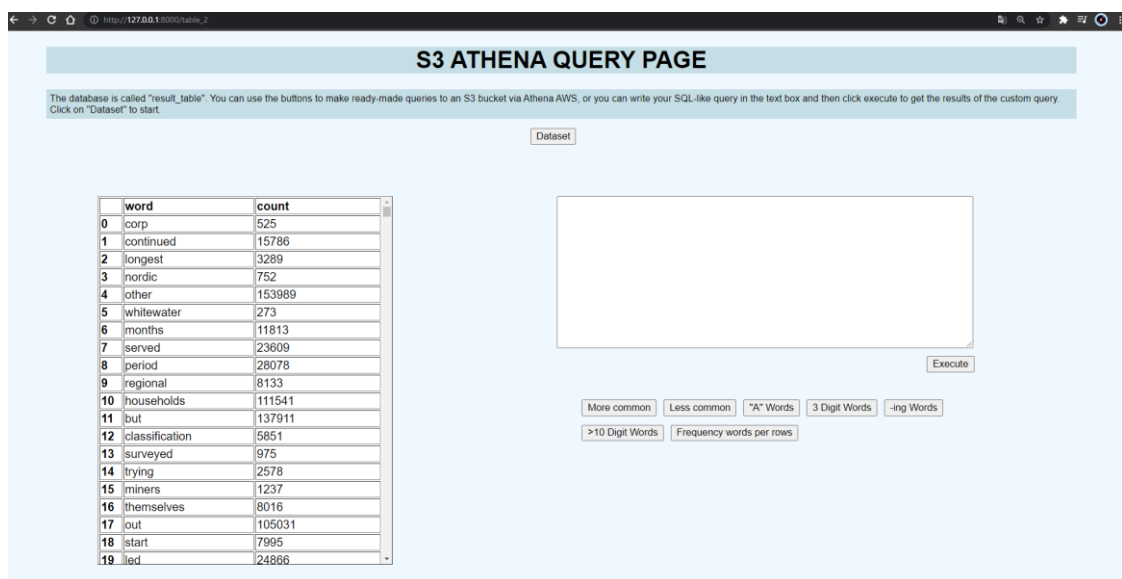 http://127.0.0.1:8000/table_2
S3 ATHENA QUERY PAGE
The database is called "result_table". You can use the buttons to make ready-made queries to an S3 bucket via Athena AWS, or you can write your SQL-like query in the text box and then click execute to get the results of the custom query.
Click on "Dataset" to start.
Dataset
word count
0 corp 525
1 continued 15786
2 longest 3289
3 nordic 752
4 other 153989
5 whitewater 273
6 months 11813
7 served 23609
8 period 28078
9 regional 8133
10 households 111541
11 but 137911
12 classification 5851
13 surveyed 975
14 trying 2578
15 miners 1237
16 themselves 8016
17 out 105031
18 start 7995
19 led 24866
Execute
More common Less common "A" Words 3 Digit Words -ing Words
>10 Digit Words Frequency words per rows